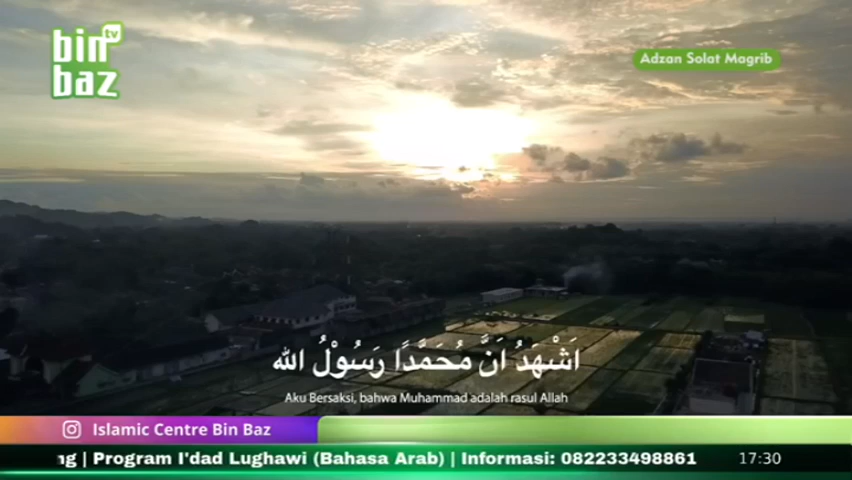 bin tv
baz
Adzan Solat Magrib
اَشْهَدُ اَنَّ مُحَمَّدًا رَسُوْلُ الله
Aku Bersaksi, bahwa Muhammad adalah rasul Allah
Islamic Centre Bin Baz
| Program I'dad Lughawi (Bahasa Arab) | Informasi: 082233498861
17:30